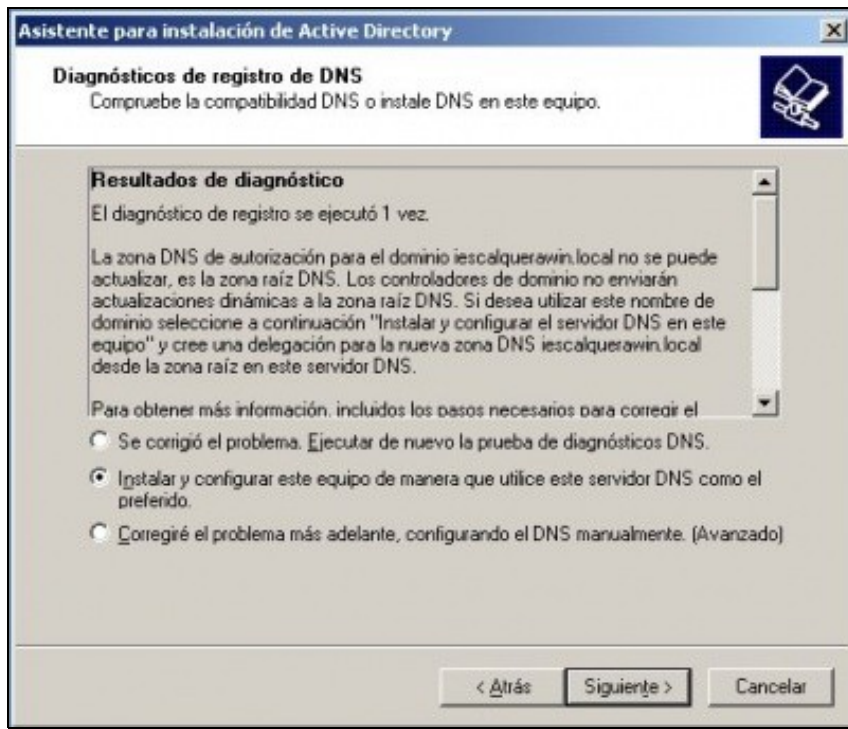 Asistente para instalación de Active Directory
Diagnósticos de registro de DNS
Compruebe la compatibilidad DNS o instale DNS en este equipo.
Resultados de diagnóstico
El diagnóstico de registro se ejecutó 1 vez.
La zona DNS de autorización para el dominio iescalquerawin.local no se puede
actualizar, es la zona raíz DNS. Los controladores de dominio no enviarán
actualizaciones dinámicas a la zona raíz DNS. Si desea utilizar este nombre de
dominio seleccione a continuación "Instalar y configurar el servidor DNS en este
equipo" y cree una delegación para la nueva zona DNS iescalquerawin.local
desde la zona raíz en este servidor DNS.
Para obtener más información, incluidos los pasos necesarios para corregir el
Se corrigió el problema. Ejecutar de nuevo la prueba de diagnósticos DNS.
Instalar y configurar este equipo de manera que utilice este servidor DNS como el
preferido.
Corregiré el problema más adelante, configurando el DNS manualmente. (Avanzado)
< Atrás
Siguiente >
Cancelar